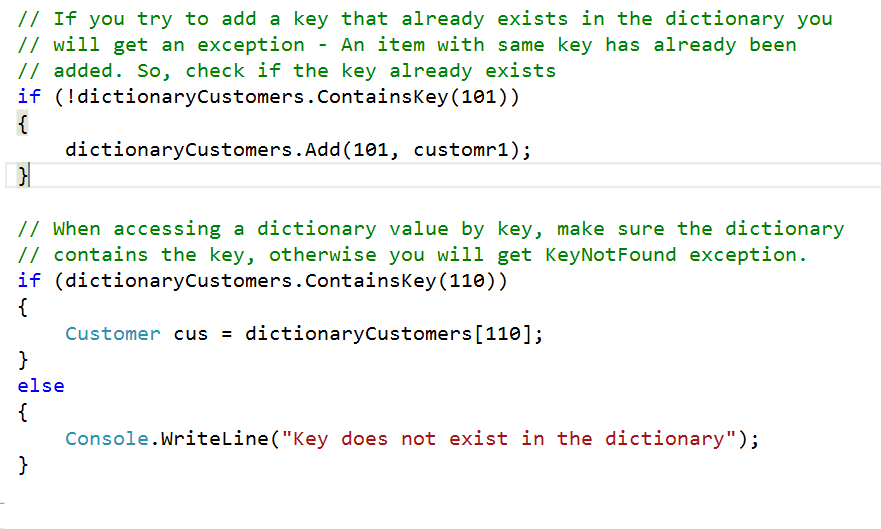 // If you try to add a key that already exists in the dictionary you
// will get an exception - An item with same key has already been
// added. So, check if the key already exists
if (!dictionaryCustomers.ContainsKey(101))
{
    dictionaryCustomers.Add(101, customr1);
}
// When accessing a dictionary value by key, make sure the dictionary
// contains the key, otherwise you will get KeyNotFound exception.
if (dictionaryCustomers.ContainsKey(110))
{
    Customer cus = dictionaryCustomers[110];
}
else
{
    Console.WriteLine("Key does not exist in the dictionary");
}